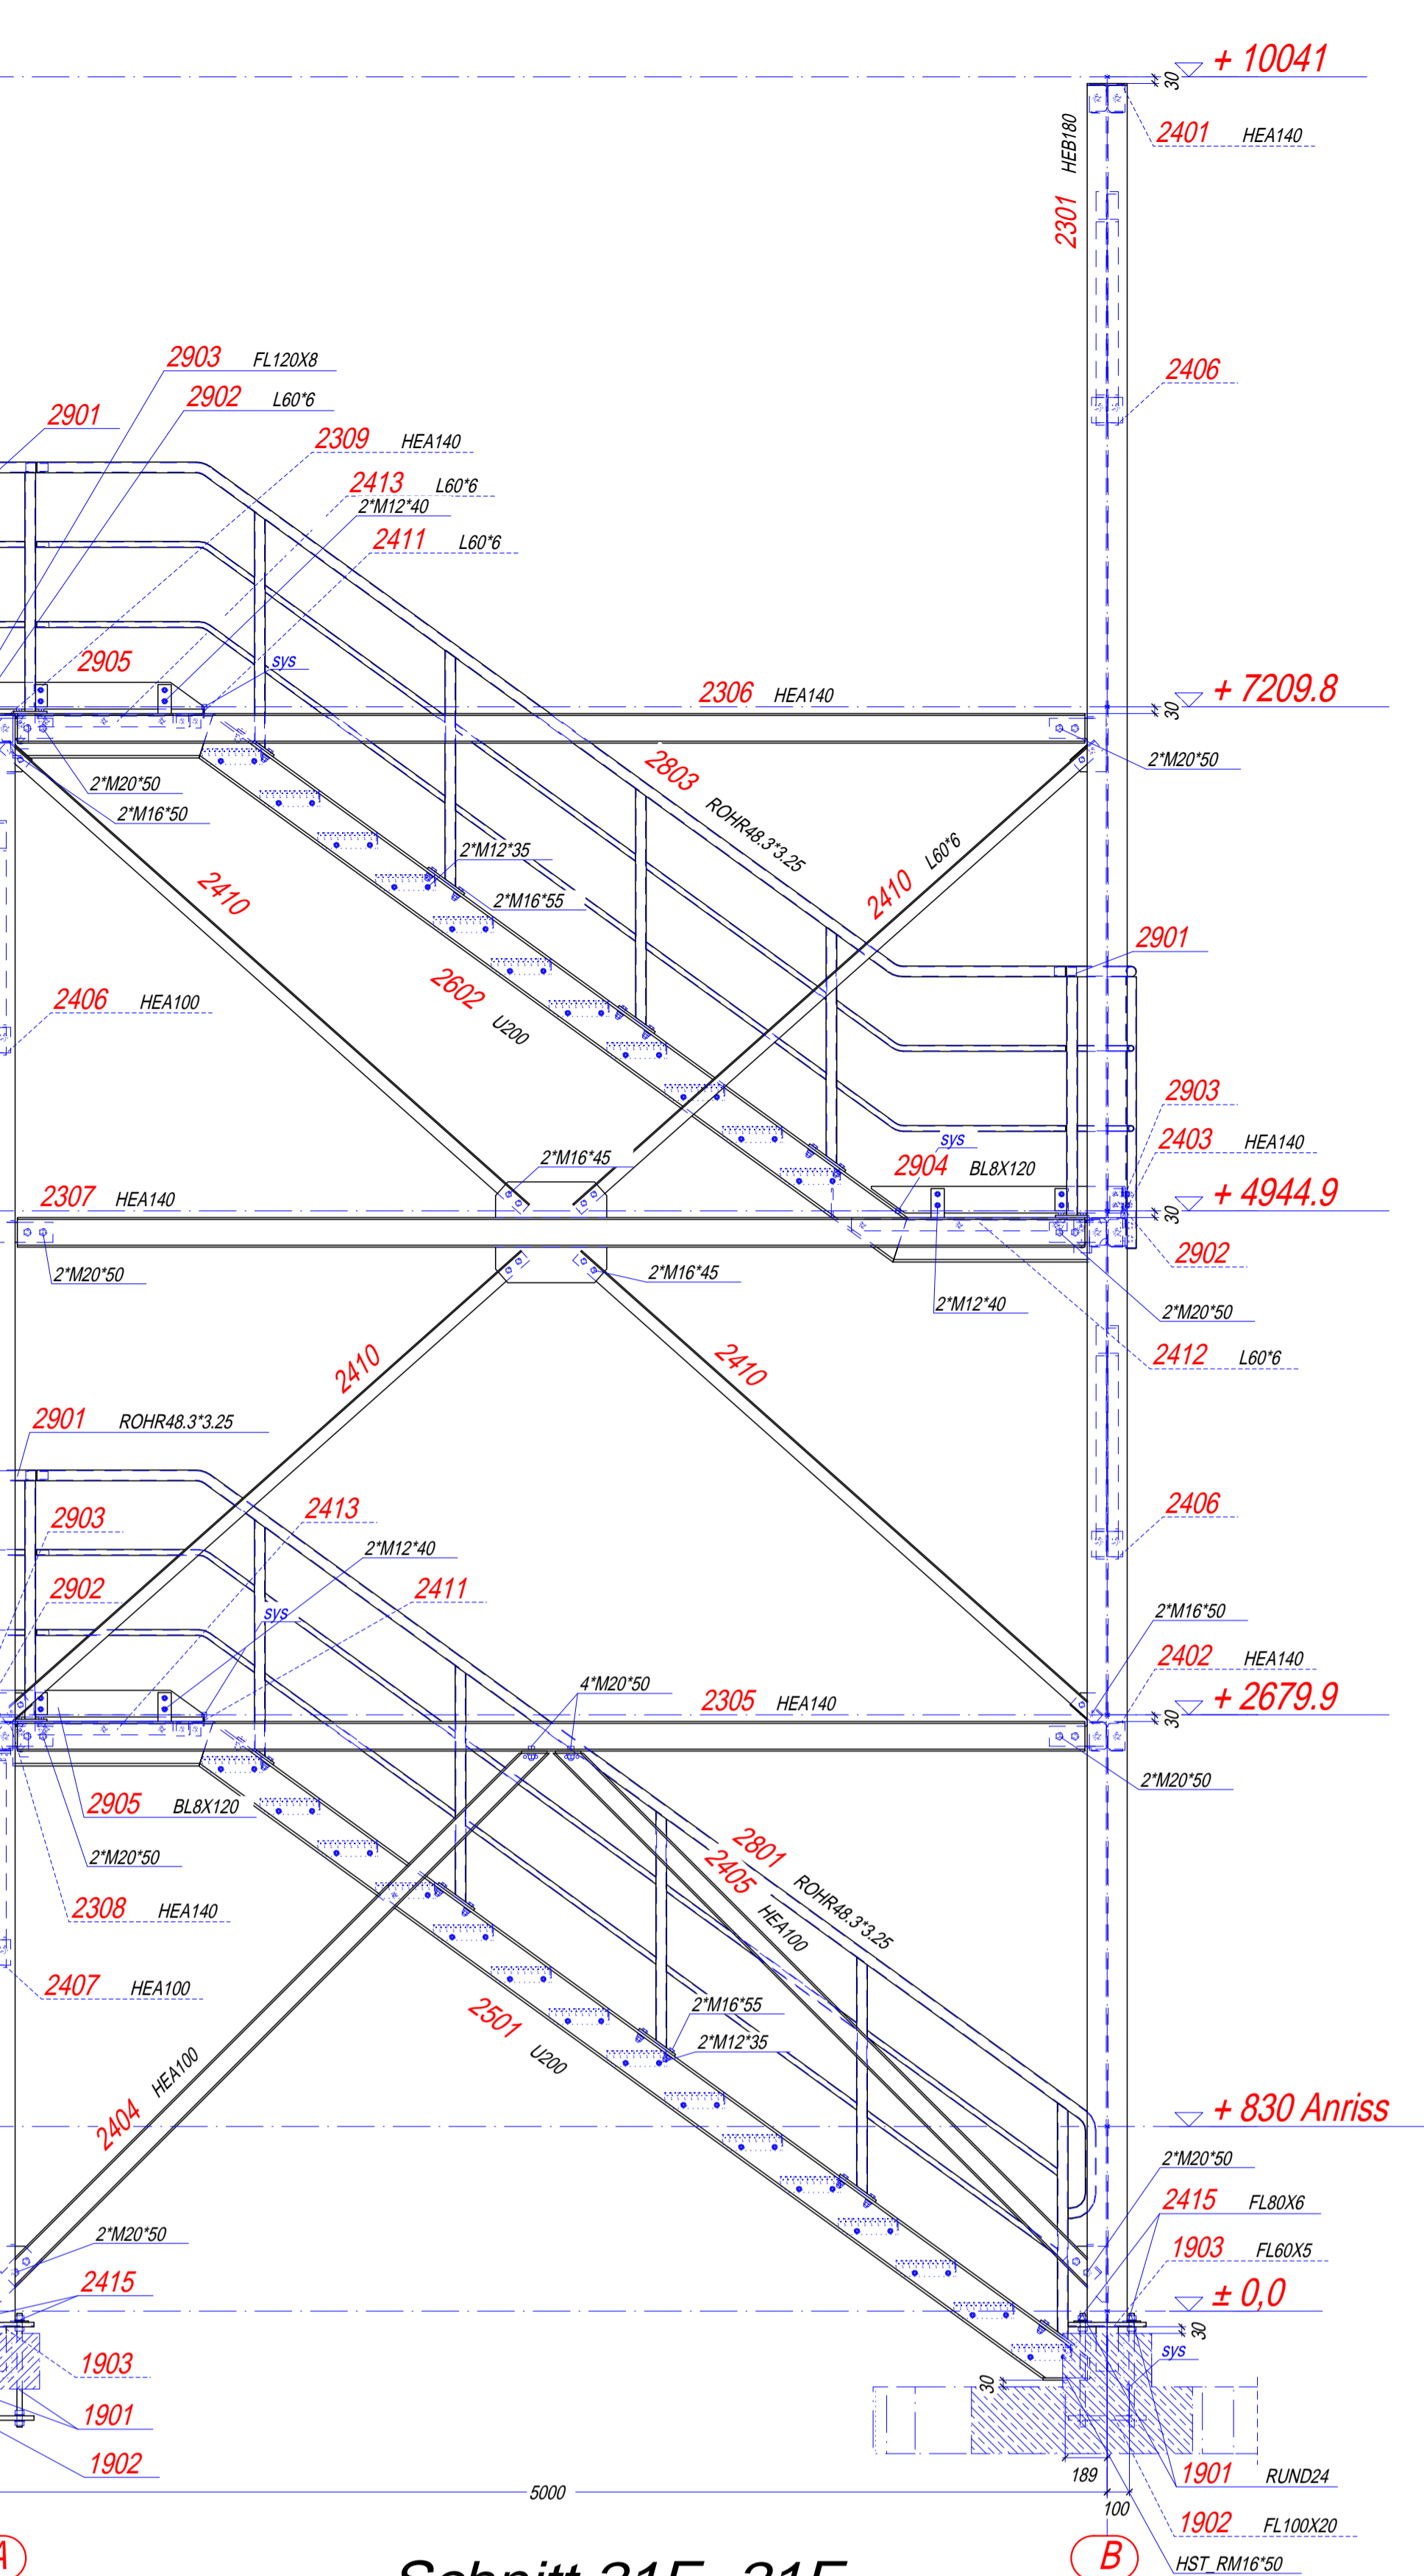 + 10041
30
2401 HEA140
2301 HEB180
2903 FL120X8
2406
2902 L60*6
2901
2309 HEA140
2413 L60*6
2*M12*40
2411 L60*6
2905
sys
2306 HEA140
+ 7209.8
30
2*M20*50
2*M20*50
2*M16*50
2803 ROHR48.3*3.25
2*M12*35
2410
2410 L60*6
2*M16*55
2901
2602 U200
2406 HEA100
2903
2403 HEA140
sys
2*M16*45
2904 BL8X120
2307 HEA140
+ 4944.9
30
2902
2*M20*50
2*M16*45
2*M12*40
2*M20*50
2410
2410
2412 L60*6
2901 ROHR48.3*3.25
2413
2406
2903
2*M12*40
2902
2411
sys
2*M16*50
2402 HEA140
4*M20*50
2305 HEA140
+ 2679.9
30
2*M20*50
2905 BL8X120
2*M20*50
2801 ROHR48.3*3.25
2405 HEA100
2308 HEA140
2407 HEA100
2*M16*55
2501 U200
2*M12*35
2404 HEA100
+ 830 Anriss
2*M20*50
2415 FL80X6
2*M20*50
1903 FL60X5
2415
± 0,0
30
sys
1903
30
1901
1902
189
1901 RUND24
5000
100
1902 FL100X20
A
B
HST_RM16*50
Schnitt 31F- 31F